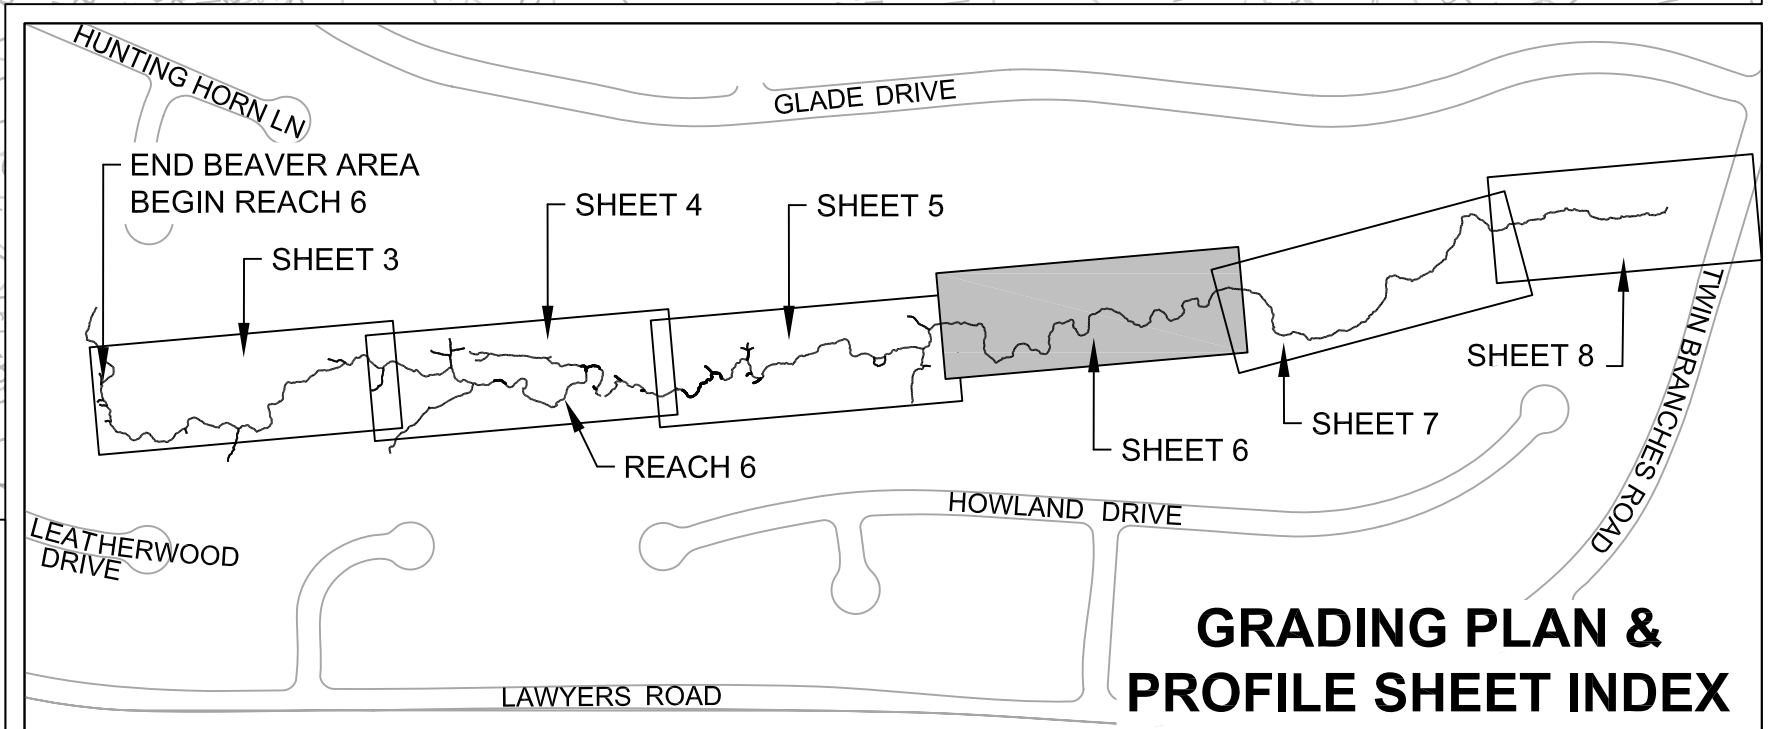 HUNTING HORN LN
GLADE DRIVE
END BEAVER AREA
BEGIN REACH 6
SHEET 4
SHEET 5
SHEET 3
SHEET 8
SHEET 7
SHEET 6
REACH 6
TWIN BRANCHES ROAD
HOWLAND DRIVE
LEATHERWOOD
DRIVE
LAWYERS ROAD
GRADING PLAN &
PROFILE SHEET INDEX